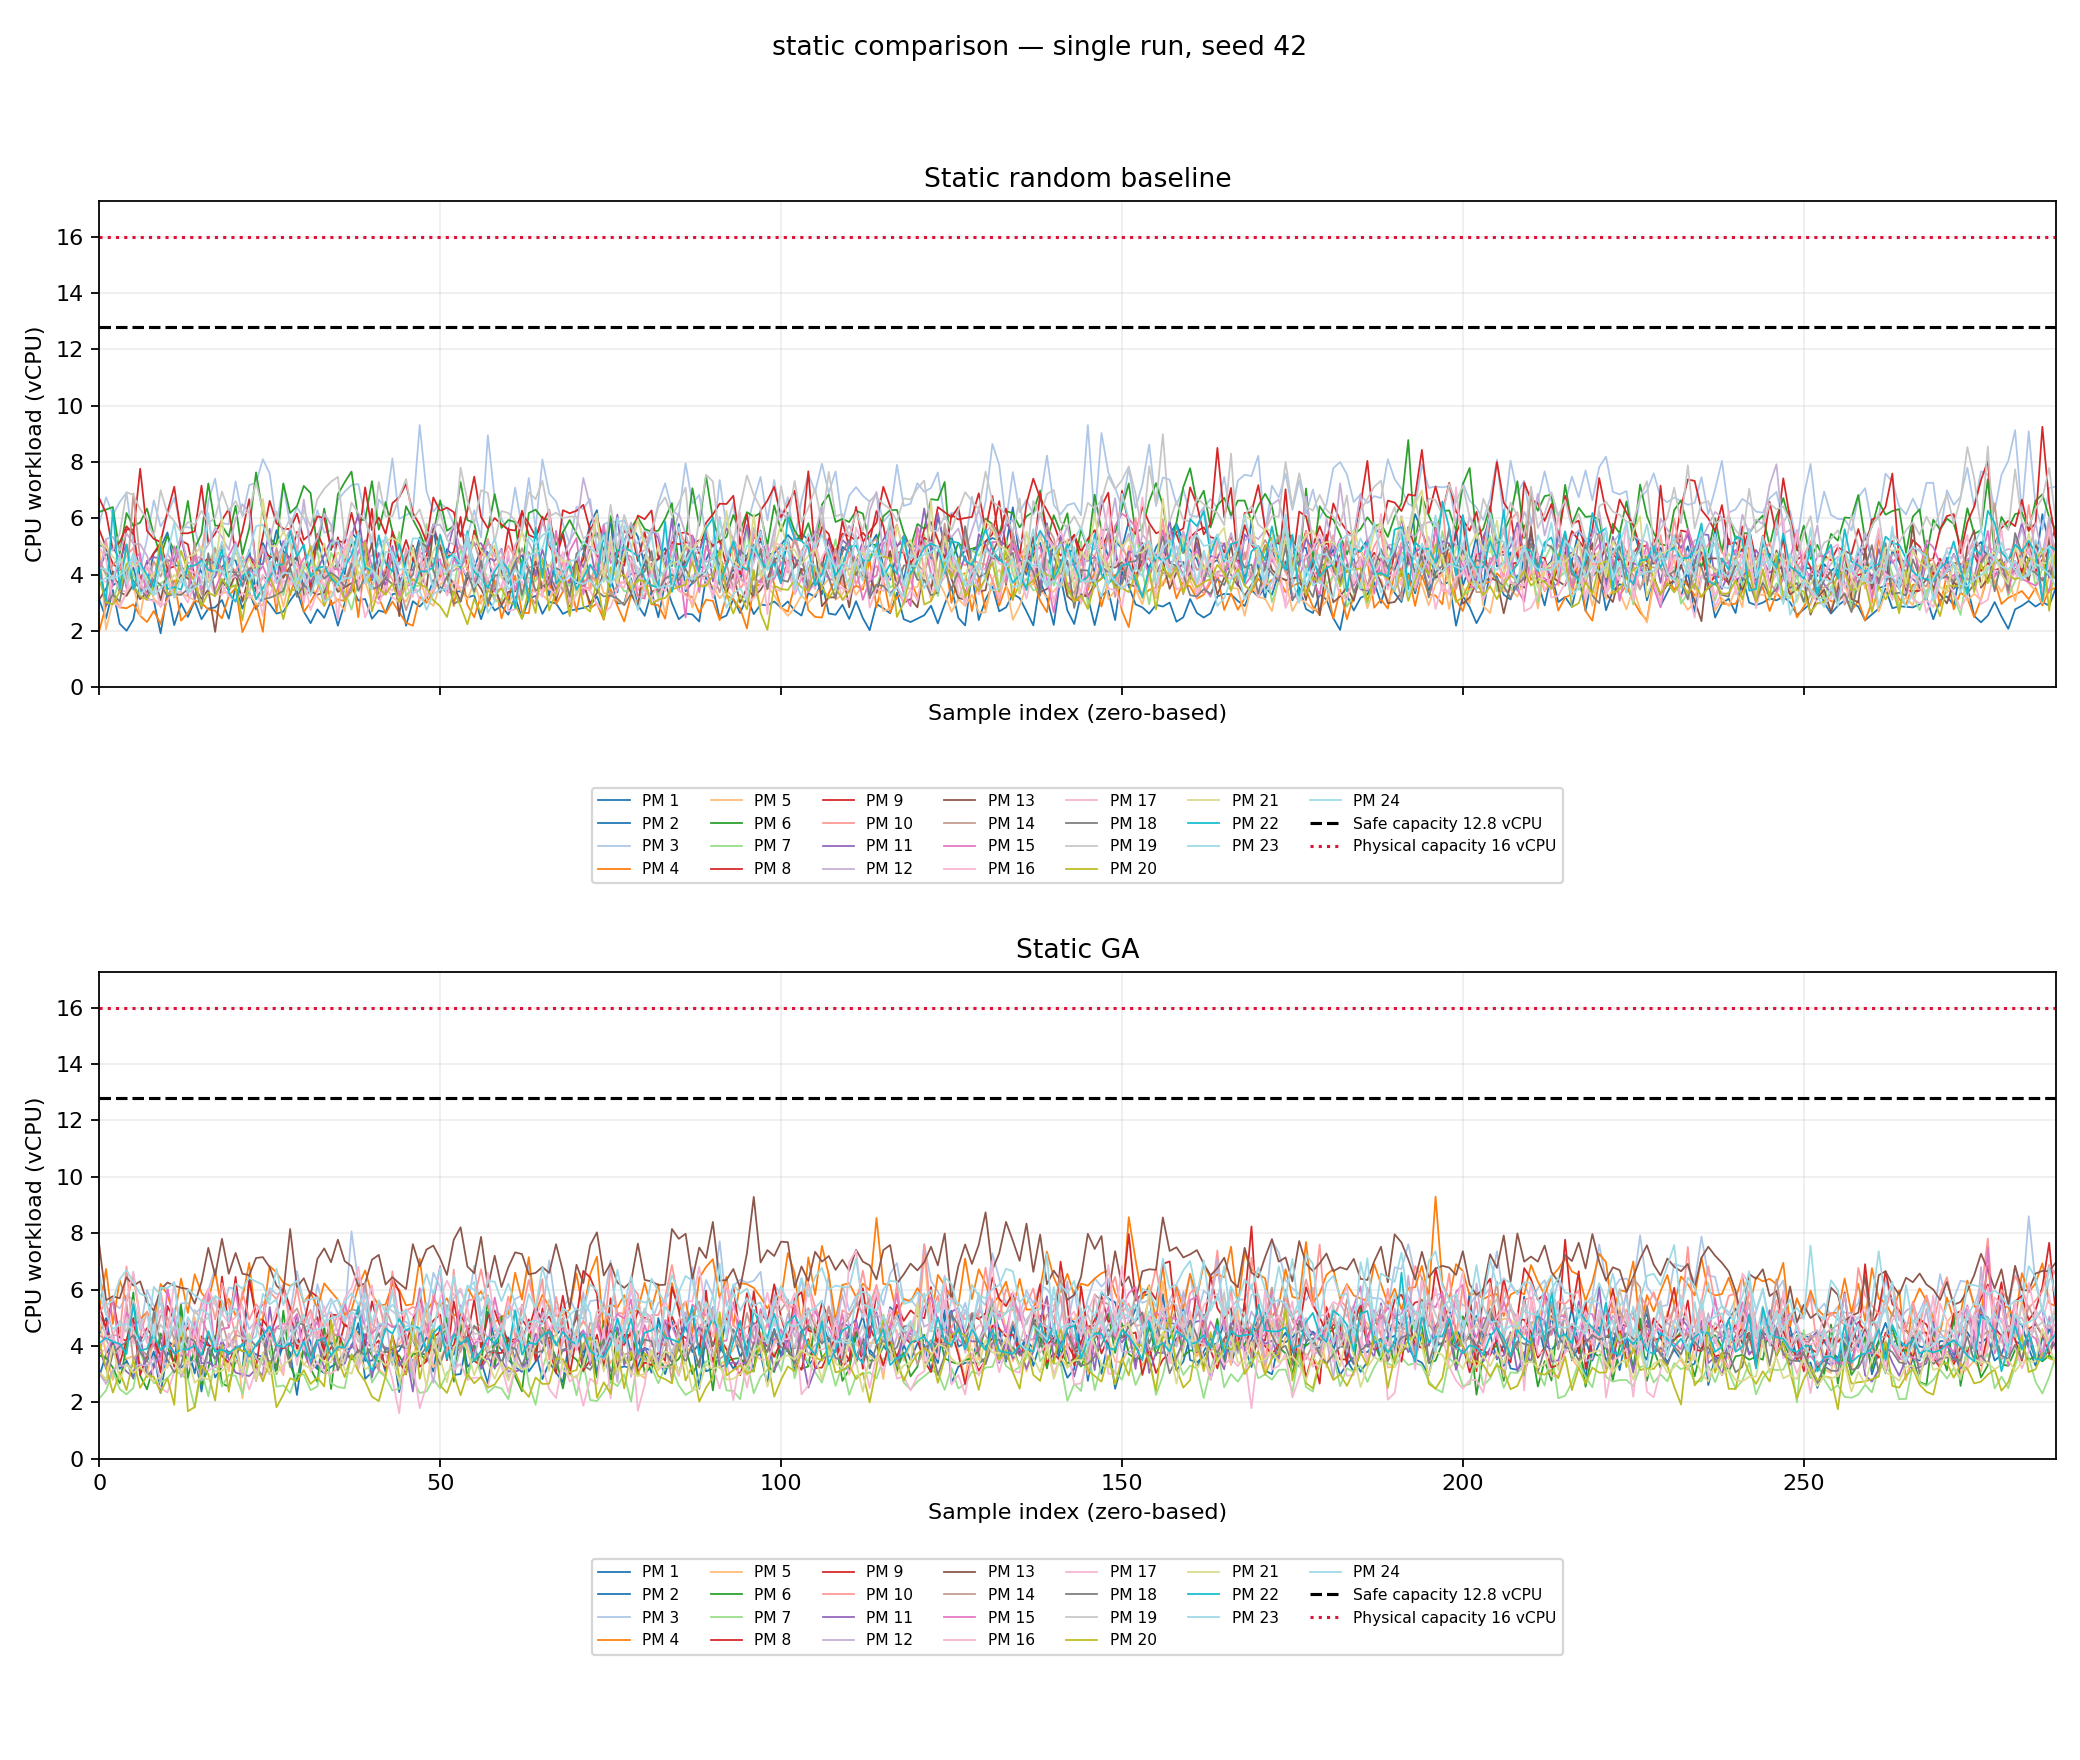 static comparison — single run, seed 42
Static random baseline
CPU workload (vCPU)
16
14
12
10
8
6
4
2
0
Sample index (zero-based)
PM 1 PM 5 PM 9 PM 13 PM 17 PM 21 PM 24
PM 2 PM 6 PM 10 PM 14 PM 18 PM 22 Safe capacity 12.8 vCPU
PM 3 PM 7 PM 11 PM 15 PM 19 PM 23 Physical capacity 16 vCPU
PM 4 PM 8 PM 12 PM 16 PM 20
Static GA
CPU workload (vCPU)
16
14
12
10
8
6
4
2
0
0 50 100 150 200 250
Sample index (zero-based)
PM 1 PM 5 PM 9 PM 13 PM 17 PM 21 PM 24
PM 2 PM 6 PM 10 PM 14 PM 18 PM 22 Safe capacity 12.8 vCPU
PM 3 PM 7 PM 11 PM 15 PM 19 PM 23 Physical capacity 16 vCPU
PM 4 PM 8 PM 12 PM 16 PM 20